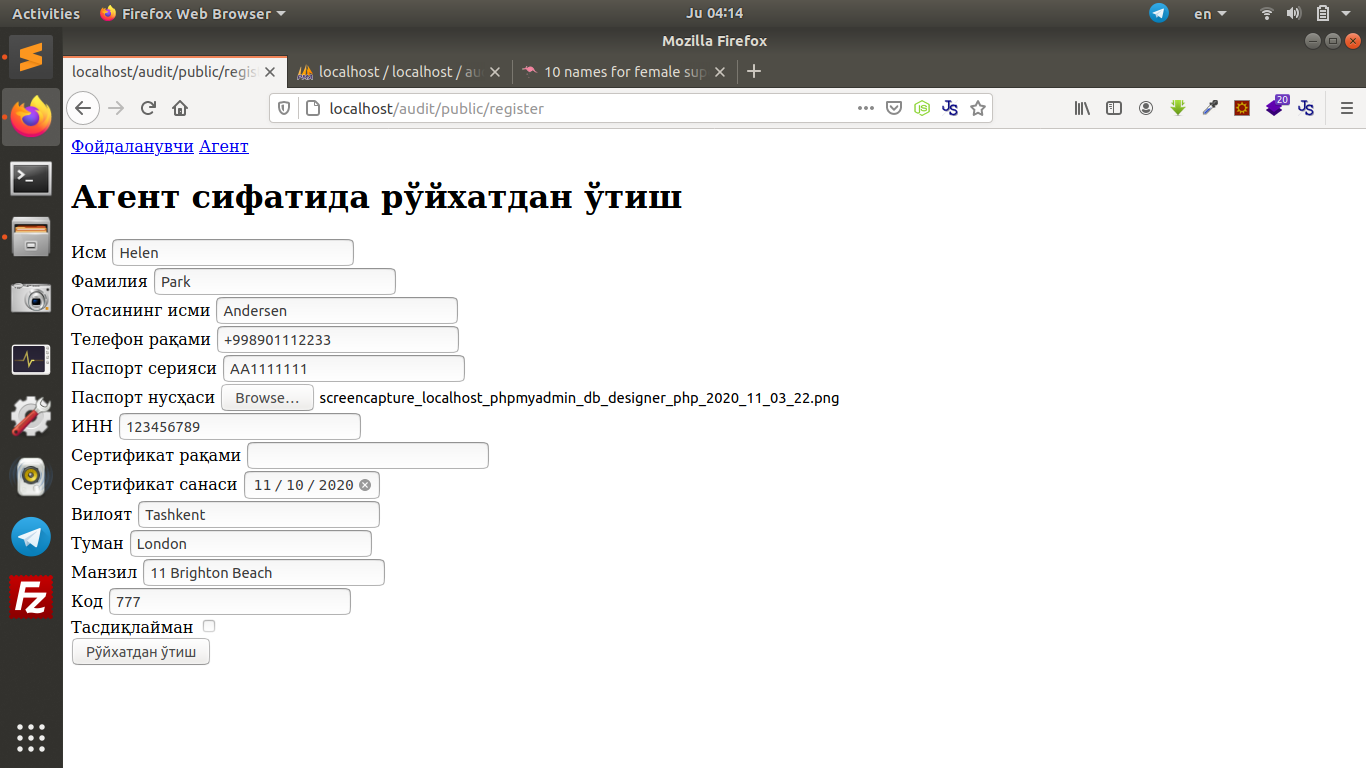 Activities Firefox Web Browser Ju 04:14 en
Mozilla Firefox
localhost/audit/public/regis localhost / localhost / au 10 names for female sup
localhost/audit/public/register 20
Фойдаланувчи Агент
Агент сифатида рўйхатдан ўтиш
Исм Helen
Фамилия Park
Отасининг исми Andersen
Телефон рақами +998901112233
Паспорт серияси AA1111111
Паспорт нусҳаси Browse... screencapture_localhost_phpmyadmin_db_designer_php_2020_11_03_22.png
ИНН 123456789
Сертификат рақами
Сертификат санаси 11 / 10 / 2020
Вилоят Tashkent
Туман London
Манзил 11 Brighton Beach
Код 777
Тасдиқлайман
Рўйхатдан ўтиш